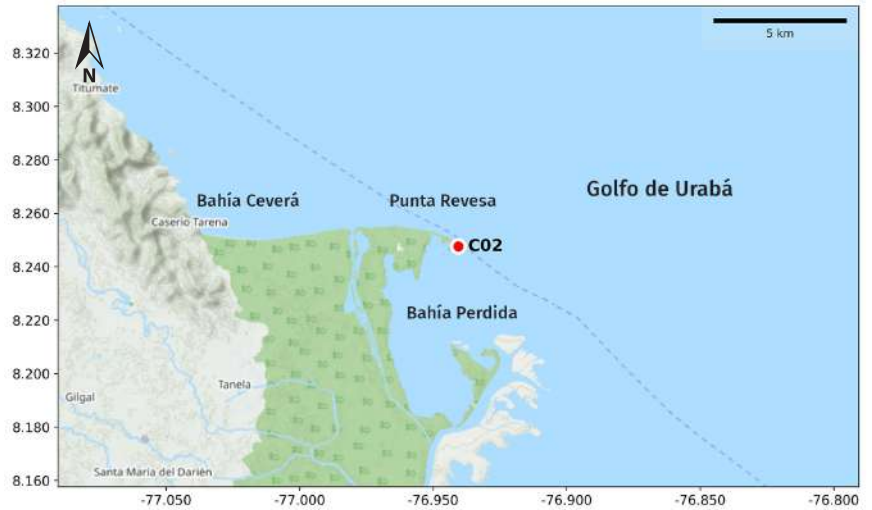 8.320
8.300
8.280
8.260
8.240
8.220
8.200
8.180
8.160
N
5 km
Titumate
Bahía Ceverá
Punta Revesa
Golfo de Urabá
Caserio Tarena
C02
Bahía Perdida
Tanela
Gilgal
Santa María del Darién
-77.050
-77.000
-76.950
-76.900
-76.850
-76.800